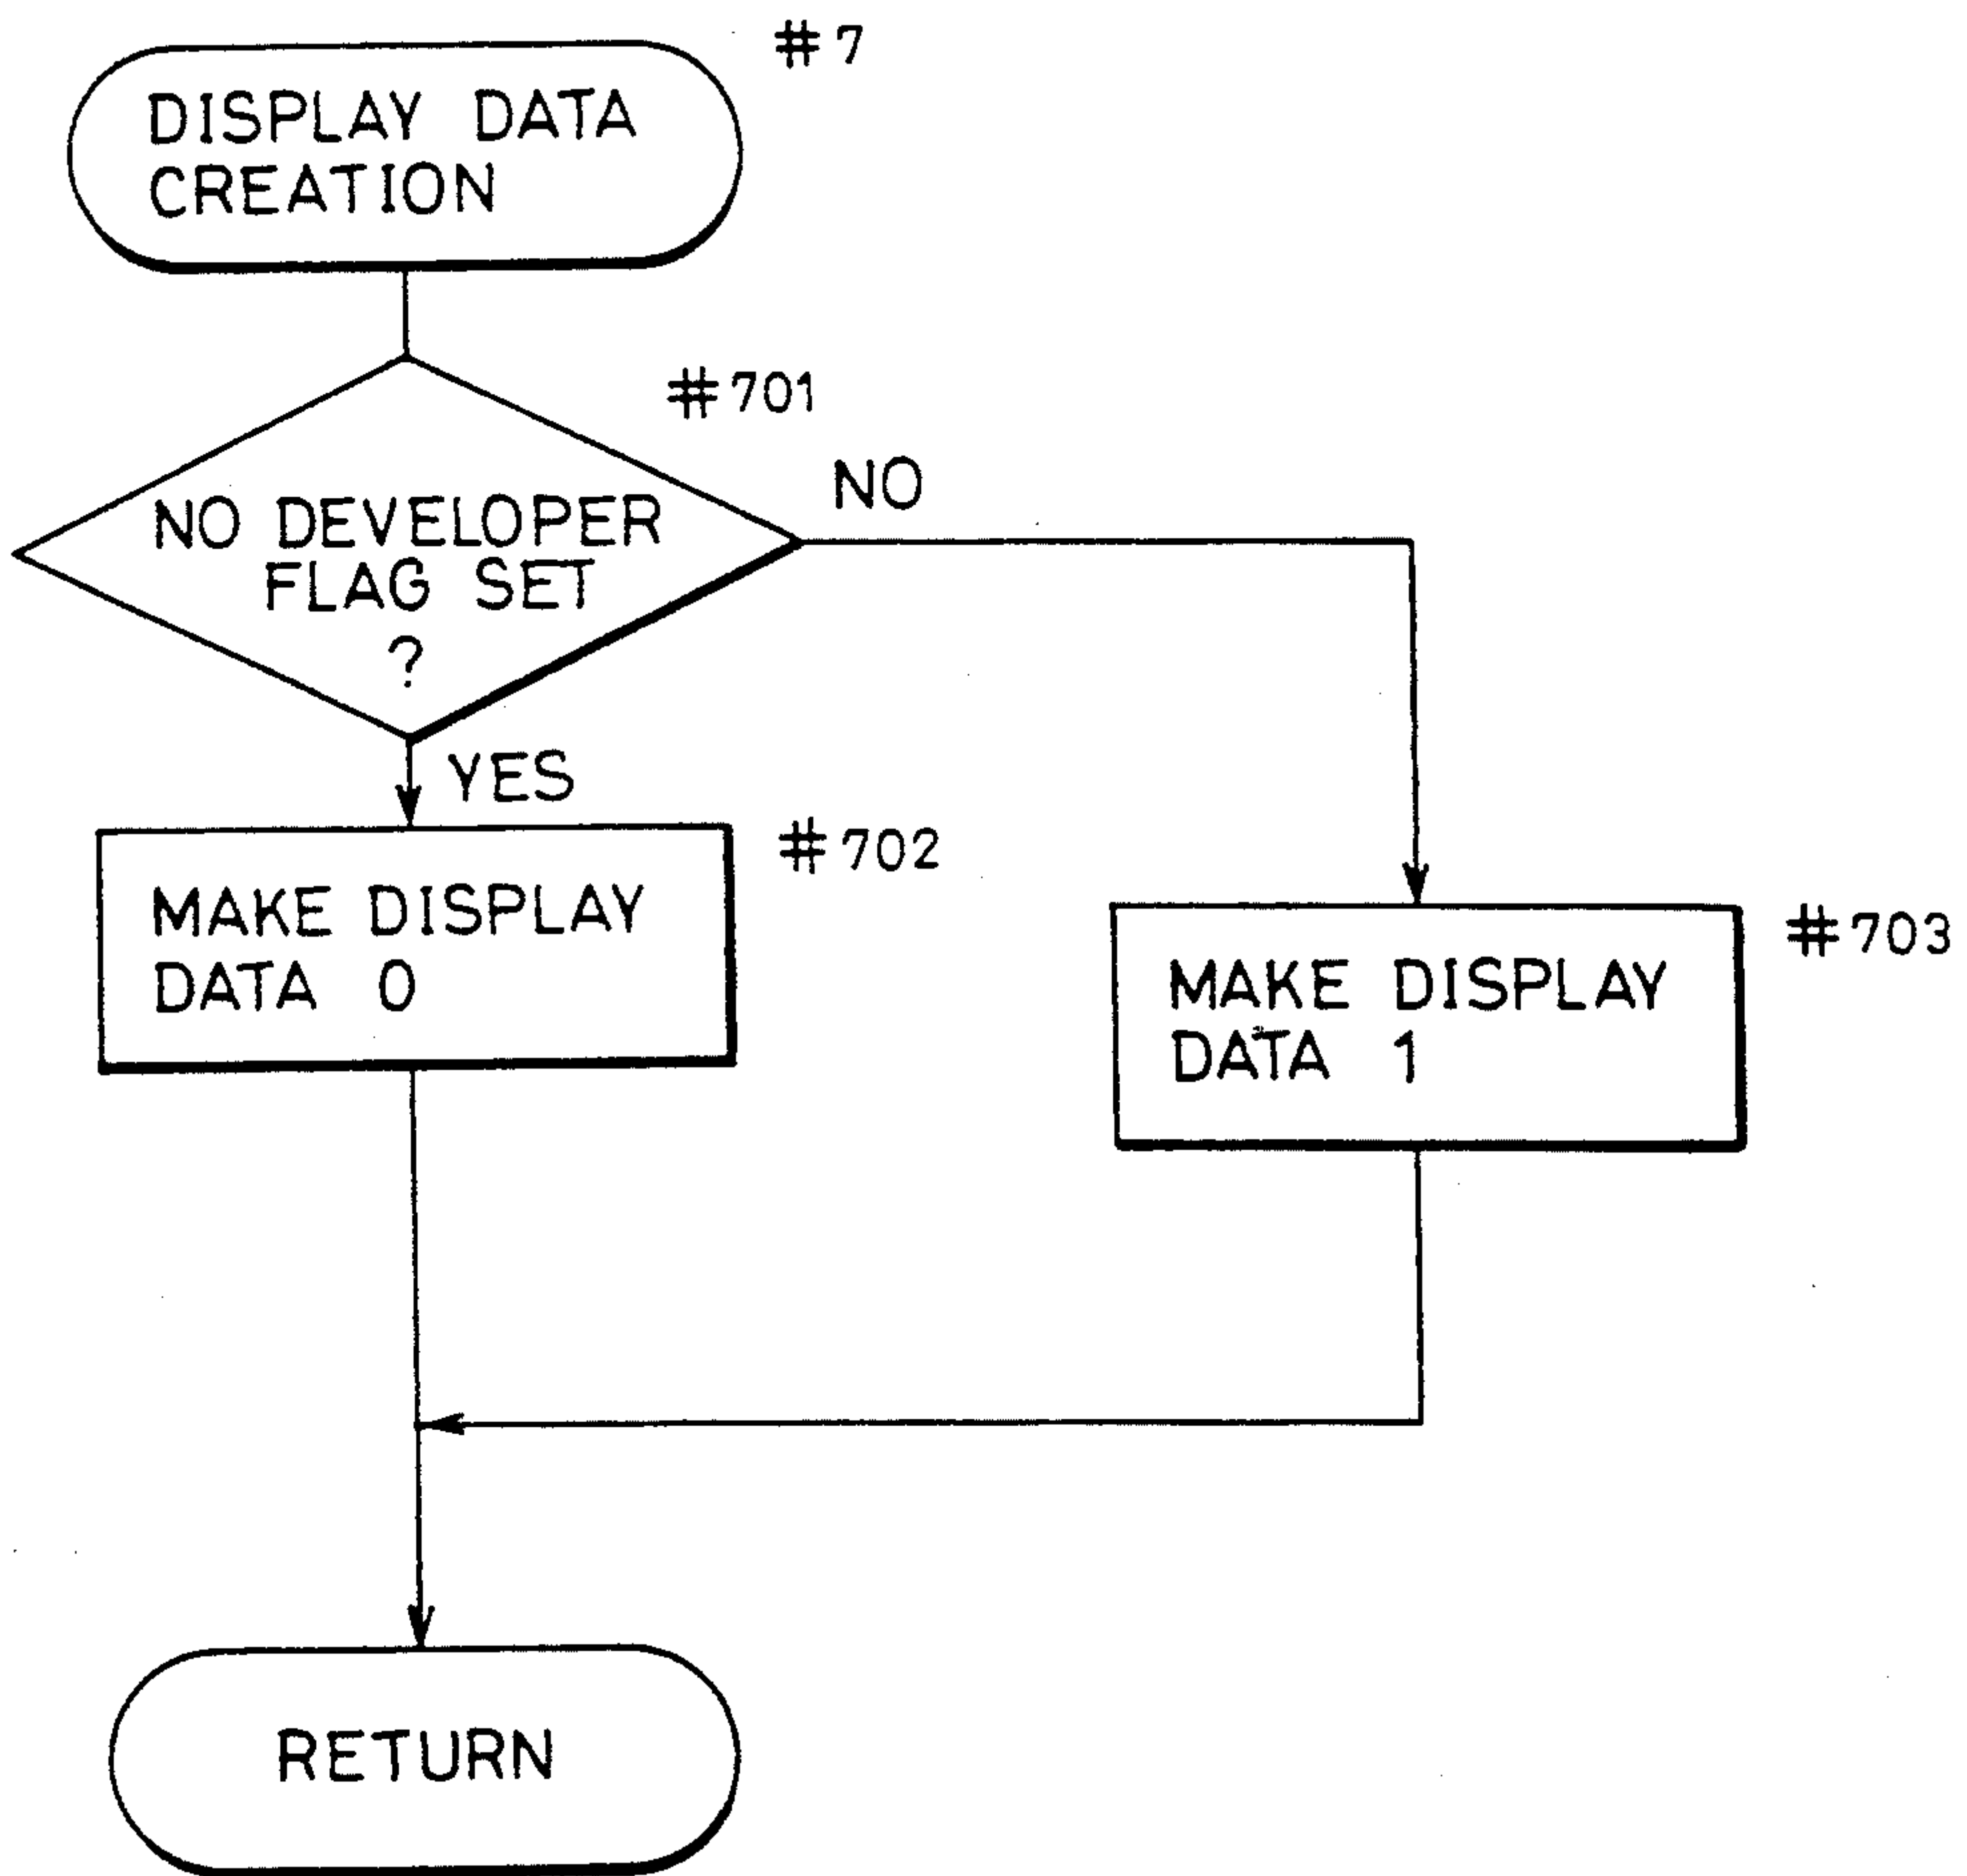 #7
DISPLAY DATA
CREATION
#701
NO
NO DEVELOPER
FLAG SET
?
YES
#702
MAKE DISPLAY
DATA 0
#703
MAKE DISPLAY
DATA 1
RETURN